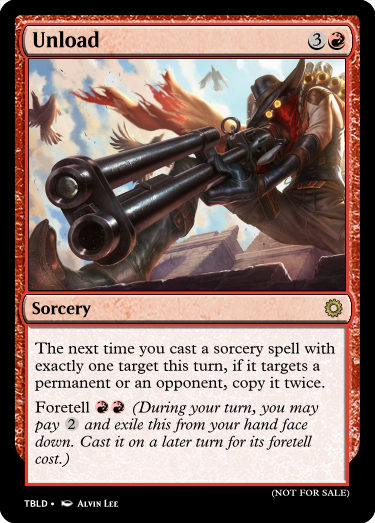 Unload 3
Sorcery
The next time you cast a sorcery spell with
exactly one target this turn, if it targets a
permanent or an opponent, copy it twice.
Foretell (During your turn, you may
pay 2 and exile this from your hand face
down. Cast it on a later turn for its foretell
cost.)
(NOT FOR SALE)
TBLD • Alvin Lee